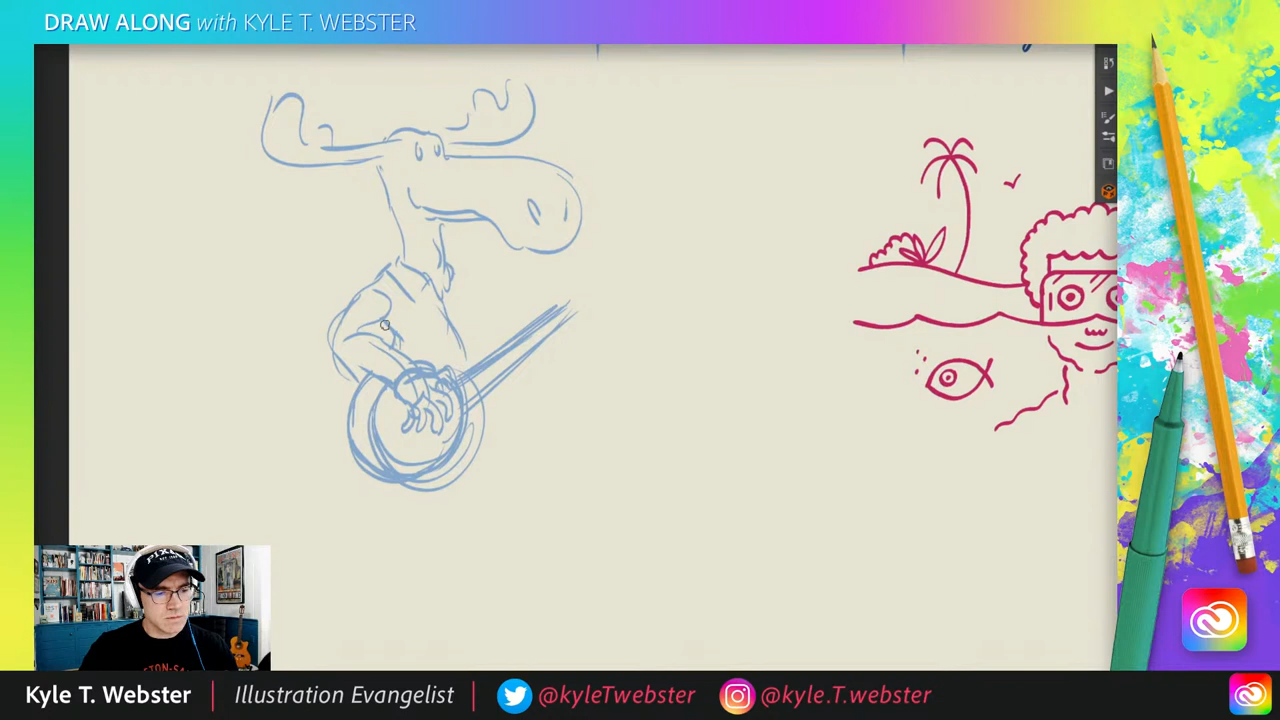 DRAW ALONG with KYLE T. WEBSTER
Kyle T. Webster | Illustration Evangelist | @kyleTwebster @kyle.T.webster